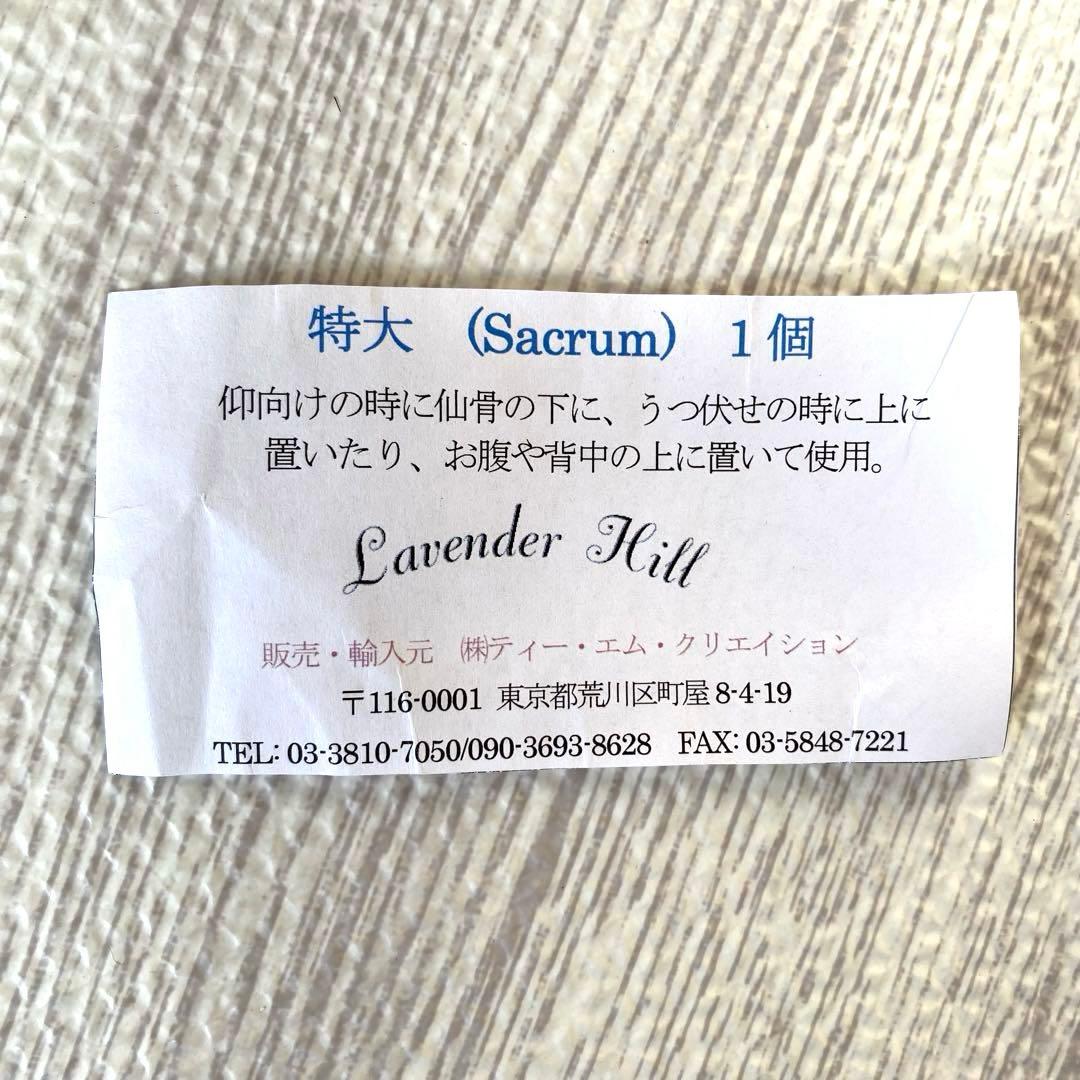 特大　(Sacrum)　1個
仰向けの時に仙骨の下に、うつ伏せの時に上に
置いたり、お腹や背中の上に置いて使用。
Lavender Hill
販売・輸入元　㈱ティー・エム・クリエイション
〒116-0001 東京都荒川区町屋8-4-19
TEL: 03-3810-7050/090-3693-8628　FAX: 03-5848-7221